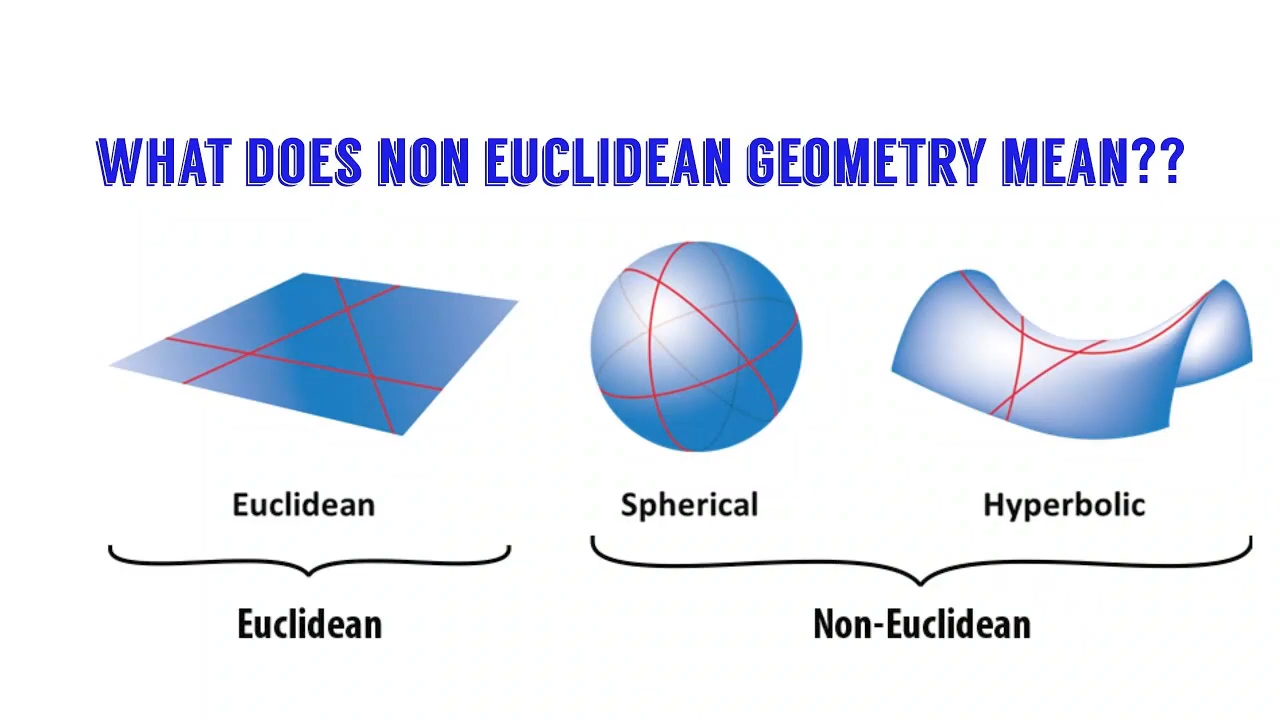 WHAT DOES NON EUCLIDEAN GEOMETRY MEAN??
Euclidean
Spherical
Hyperbolic
Euclidean
Non-Euclidean